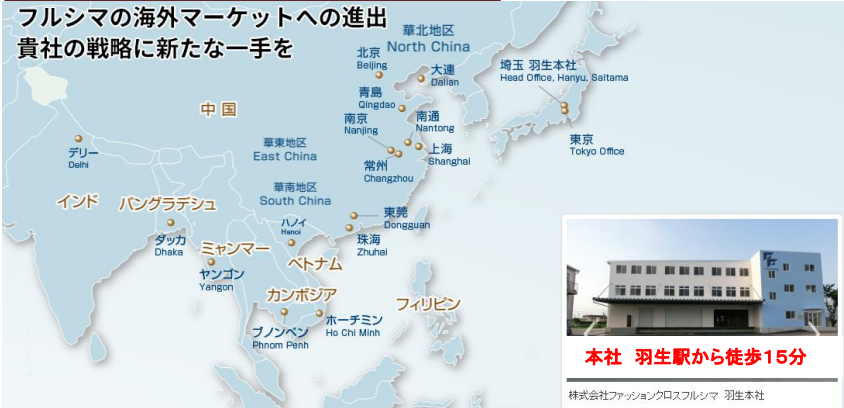 フルシマの海外マーケットへの進出
貴社の戦略に新たな一手を
華北地区
North China
北京
Beijing
大連
Dalian
埼玉 羽生本社
Head Office, Hanyu, Saitama
青島
Qingdao
中国
南京
Nanjing
南通
Nantong
東京
Tokyo Office
デリー
Delhi
華東地区
East China
上海
Shanghai
常州
Changzhou
インド
バングラデシュ
華南地区
South China
東莞
Dongguan
ハノイ
Hanoi
ダッカ
Dhaka
ミャンマー
珠海
Zhuhai
ベトナム
ヤンゴン
Yangon
カンボジア
フィリピン
プノンペン
Phnom Penh
ホーチミン
Ho Chi Minh
本社 羽生駅から徒歩15分
株式会社ファッションクロスフルシマ 羽生本社